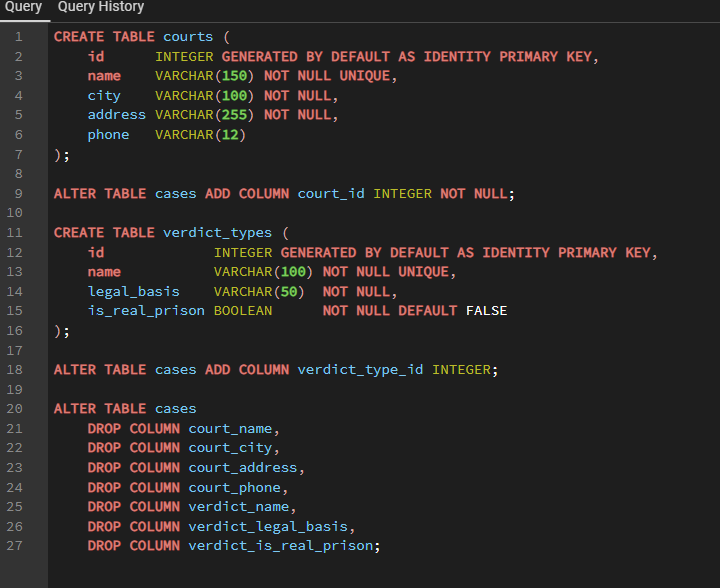 Query Query History
1 CREATE TABLE courts (
2 id INTEGER GENERATED BY DEFAULT AS IDENTITY PRIMARY KEY,
3 name VARCHAR(150) NOT NULL UNIQUE,
4 city VARCHAR(100) NOT NULL,
5 address VARCHAR(255) NOT NULL,
6 phone VARCHAR(12)
7 );
8
9 ALTER TABLE cases ADD COLUMN court_id INTEGER NOT NULL;
10
11 CREATE TABLE verdict_types (
12 id INTEGER GENERATED BY DEFAULT AS IDENTITY PRIMARY KEY,
13 name VARCHAR(100) NOT NULL UNIQUE,
14 legal_basis VARCHAR(50) NOT NULL,
15 is_real_prison BOOLEAN NOT NULL DEFAULT FALSE
16 );
17
18 ALTER TABLE cases ADD COLUMN verdict_type_id INTEGER;
19
20 ALTER TABLE cases
21 DROP COLUMN court_name,
22 DROP COLUMN court_city,
23 DROP COLUMN court_address,
24 DROP COLUMN court_phone,
25 DROP COLUMN verdict_name,
26 DROP COLUMN verdict_legal_basis,
27 DROP COLUMN verdict_is_real_prison;